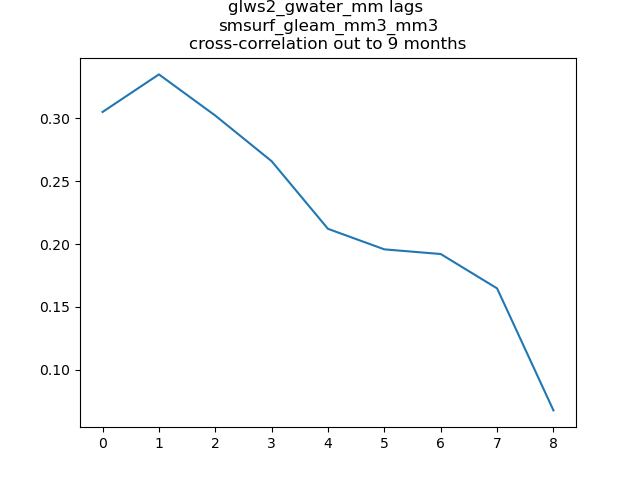 glws2_gwater_mm lags
smsurf_gleam_mm3_mm3
cross-correlation out to 9 months
0.30
0.25
0.20
0.15
0.10
0 1 2 3 4 5 6 7 8